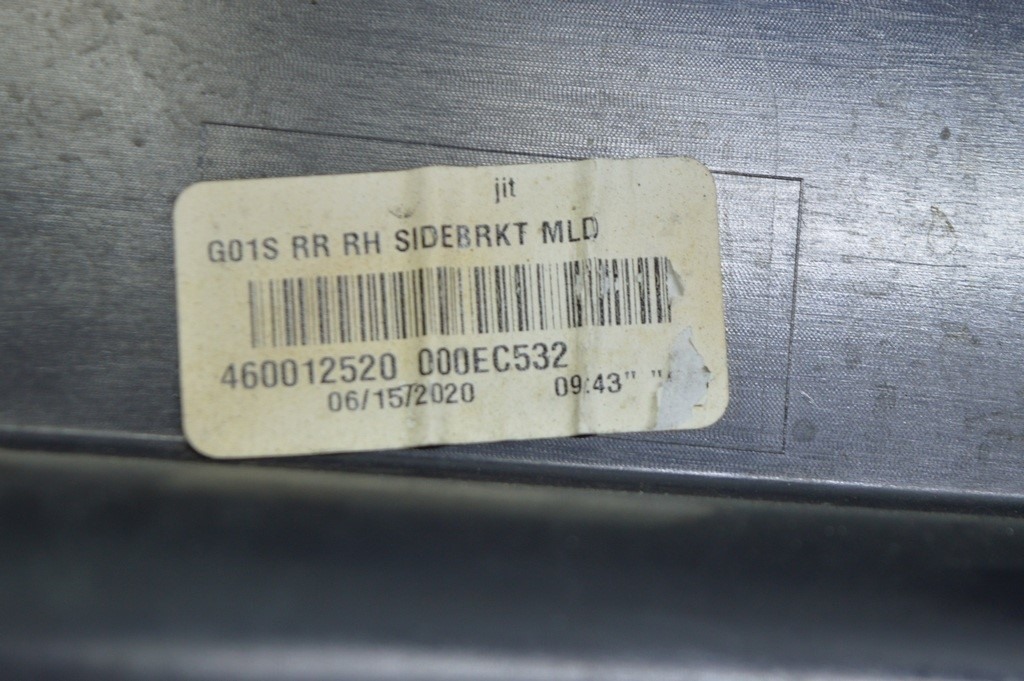 jit
G01S RR RH SIDEBRKT MLD
460012520 000EC532
06/15/2020 09:43" "